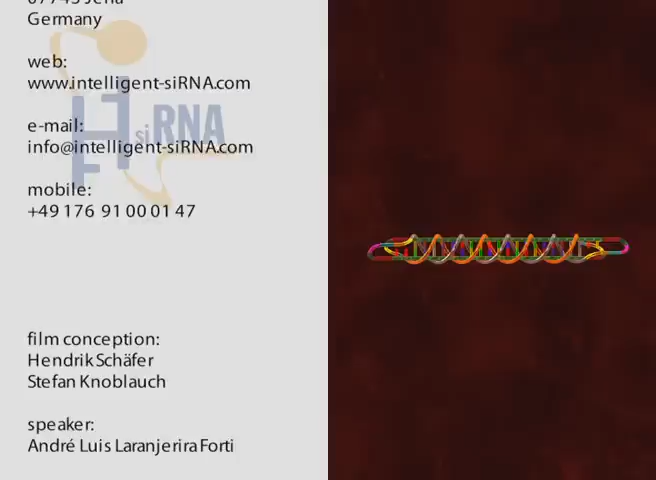 Germany
web:
www.intelligent-siRNA.com
e-mail:
info@intelligent-siRNA.com
siRNA
mobile:
+49 176 91 00 01 47
film conception:
Hendrik Schäfer
Stefan Knoblauch
speaker:
André Luis Laranjerira Forti